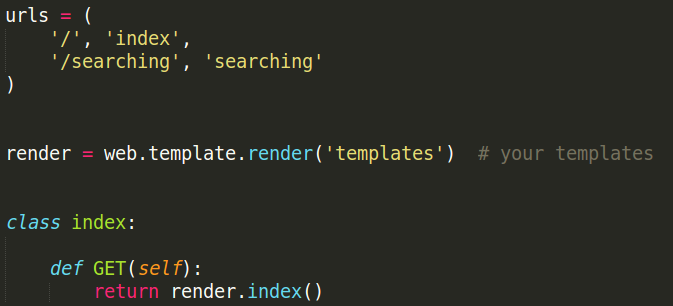 urls = (
    '/', 'index',
    '/searching', 'searching'
)
render = web.template.render('templates')  # your templates
class index:
    def GET(self):
        return render.index()